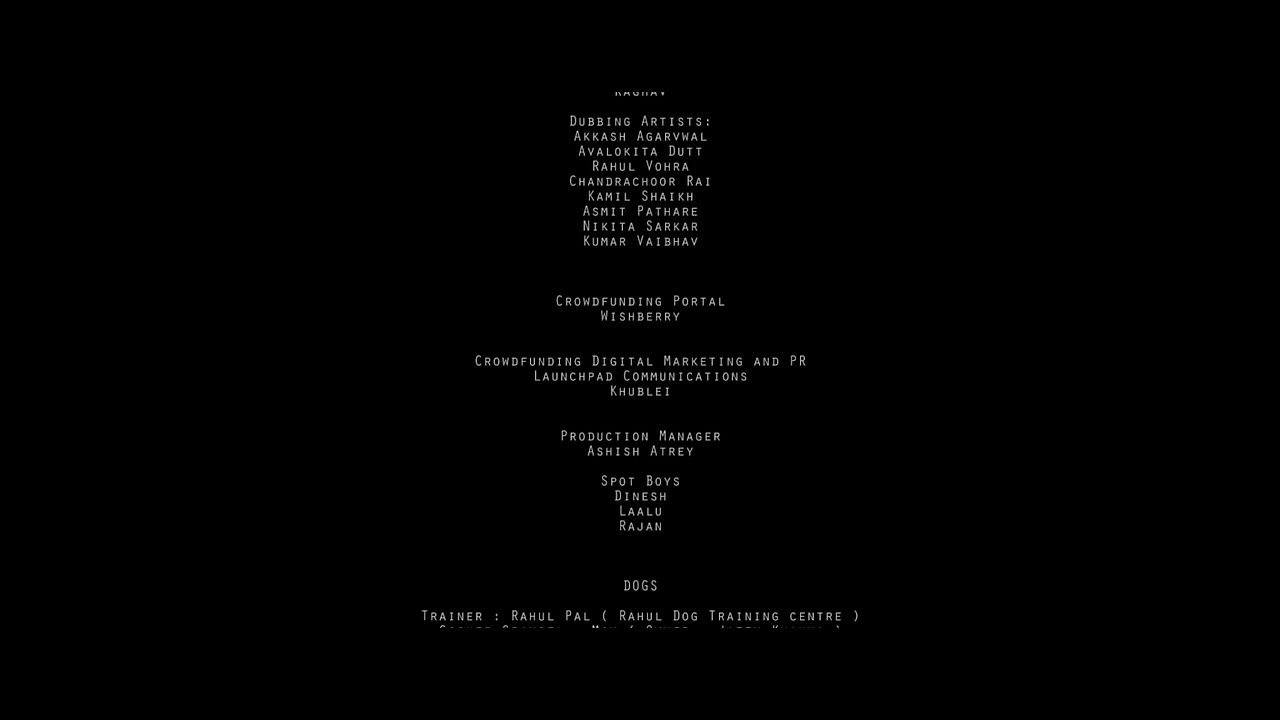 Raghav
Dubbing Artists:
Akkash Agarvwal
Avalokita Dutt
Rahul Vohra
Chandrachoor Rai
Kamil Shaikh
Asmit Pathare
Nikita Sarkar
Kumar Vaibhav
Crowdfunding Portal
Wishberry
Crowdfunding Digital Marketing and PR
Launchpad Communications
Khublei
Production Manager
Ashish Atrey
Spot Boys
Dinesh
Laalu
Rajan
DOGS
Trainer : Rahul Pal ( Rahul Dog Training centre )